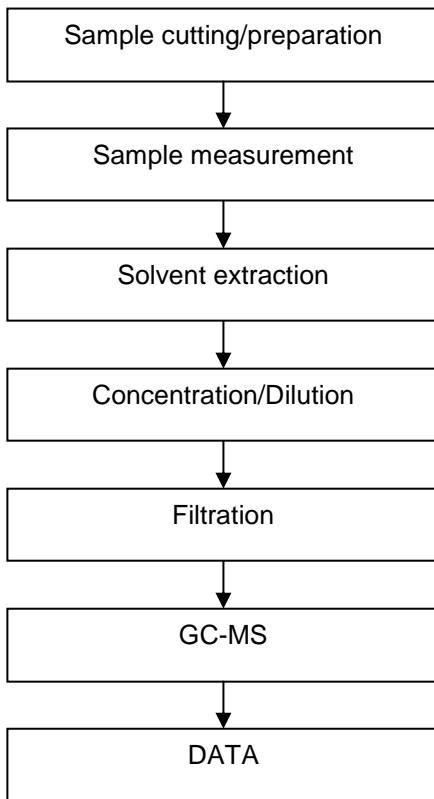 Sample cutting/preparation
Sample measurement
Solvent extraction
Concentration/Dilution
Filtration
GC-MS
DATA